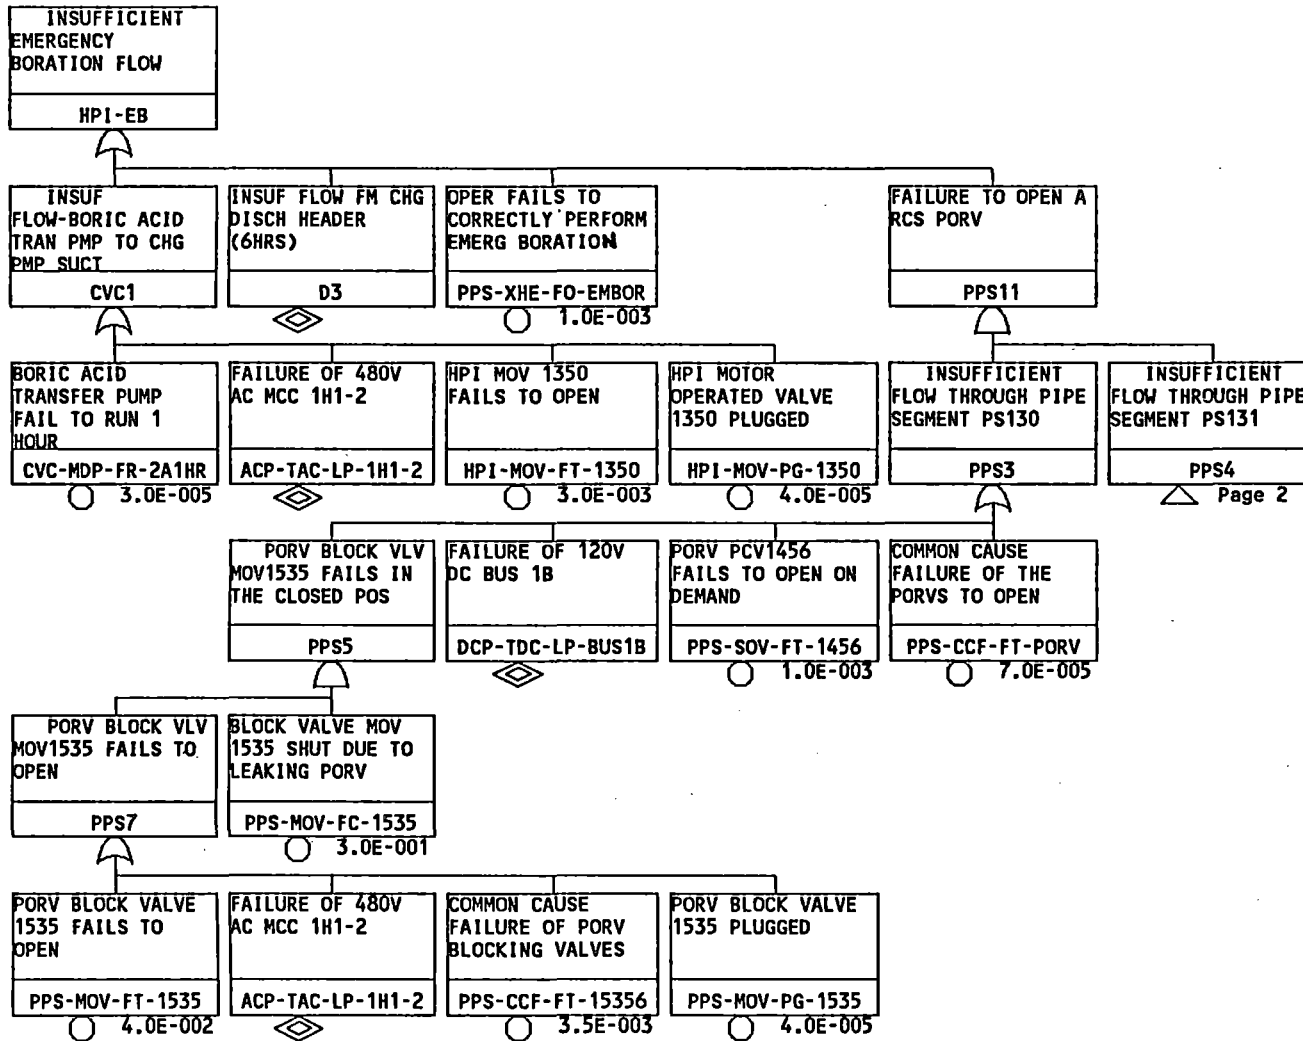 INSUFFICIENT
EMERGENCY
BORATION FLOW
HPI-EB
INSUF
FLOW-BORIC ACID
TRAN PMP TO CHG
PMP SUCT
CVC1
INSUF FLOW FM CHG
DISCH HEADER
(6HRS)
D3
OPER FAILS TO
CORRECTLY PERFORM
EMERG BORATION
PPS-XHE-FO-EMBOR
1.0E-003
FAILURE TO OPEN A
RCS PORV
PPS11
BORIC ACID
TRANSFER PUMP
FAIL TO RUN 1
HOUR
CVC-MDP-FR-2A1HR
3.0E-005
FAILURE OF 480V
AC MCC 1H1-2
ACP-TAC-LP-1H1-2
HPI MOV 1350
FAILS TO OPEN
HPI-MOV-FT-1350
3.0E-003
HPI MOTOR
OPERATED VALVE
1350 PLUGGED
HPI-MOV-PG-1350
4.0E-005
INSUFFICIENT
FLOW THROUGH PIPE
SEGMENT PS130
PPS3
INSUFFICIENT
FLOW THROUGH PIPE
SEGMENT PS131
PPS4
Page 2
PORV BLOCK VLV
MOV1535 FAILS IN
THE CLOSED POS
PPS5
FAILURE OF 120V
DC BUS 1B
DCP-TDC-LP-BUS1B
PORV PCV1456
FAILS TO OPEN ON
DEMAND
PPS-SOV-FT-1456
1.0E-003
COMMON CAUSE
FAILURE OF THE
PORVS TO OPEN
PPS-CCF-FT-PORV
7.0E-005
PORV BLOCK VLV
MOV1535 FAILS TO
OPEN
PPS7
BLOCK VALVE MOV
1535 SHUT DUE TO
LEAKING PORV
PPS-MOV-FC-1535
3.0E-001
PORV BLOCK VALVE
1535 FAILS TO
OPEN
PPS-MOV-FT-1535
4.0E-002
FAILURE OF 480V
AC MCC 1H1-2
ACP-TAC-LP-1H1-2
COMMON CAUSE
FAILURE OF PORV
BLOCKING VALVES
PPS-CCF-FT-15356
3.5E-003
PORV BLOCK VALVE
1535 PLUGGED
PPS-MOV-PG-1535
4.0E-005